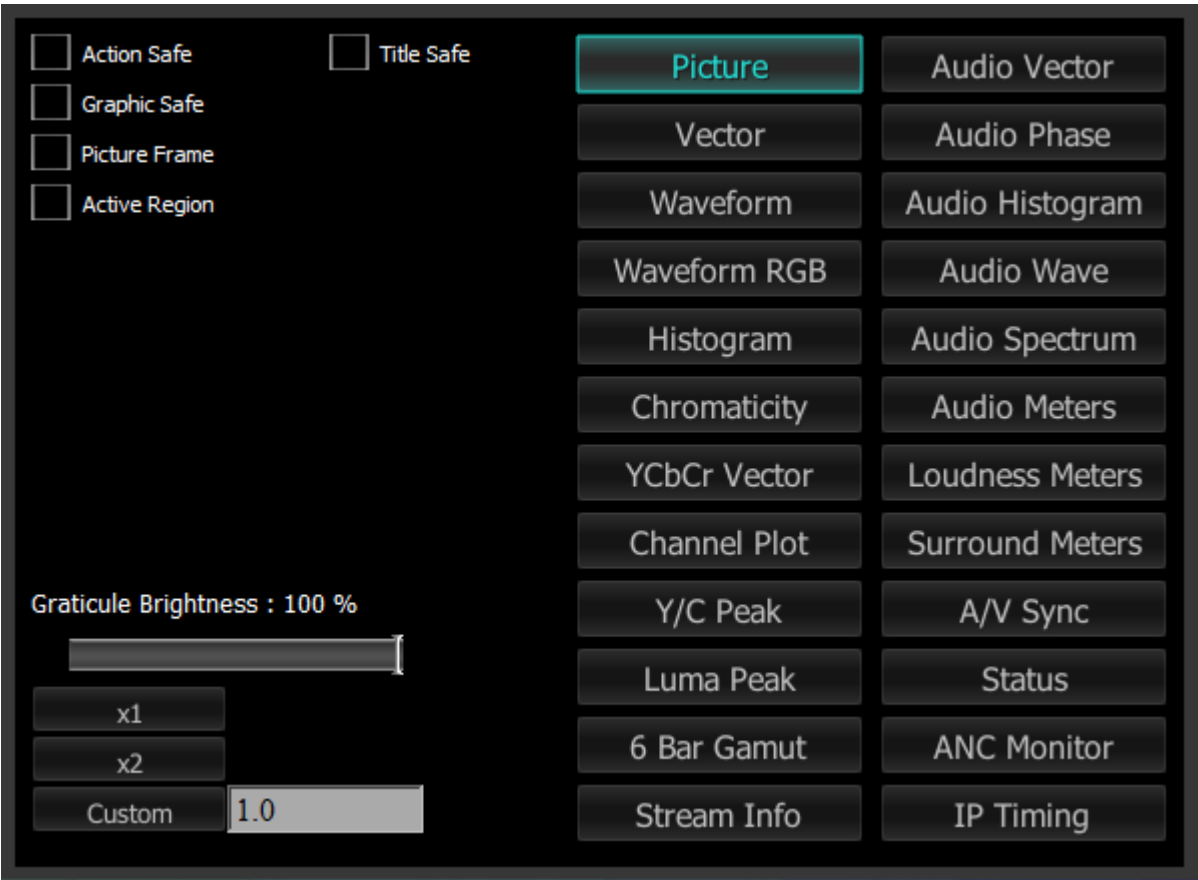 Action Safe
Title Safe
Graphic Safe
Picture Frame
Active Region
Graticule Brightness : 100 %
x1
x2
Custom
1.0
Picture
Audio Vector
Vector
Audio Phase
Waveform
Audio Histogram
Waveform RGB
Audio Wave
Histogram
Audio Spectrum
Chromaticity
Audio Meters
YCbCr Vector
Loudness Meters
Channel Plot
Surround Meters
Y/C Peak
A/V Sync
Luma Peak
Status
6 Bar Gamut
ANC Monitor
Stream Info
IP Timing